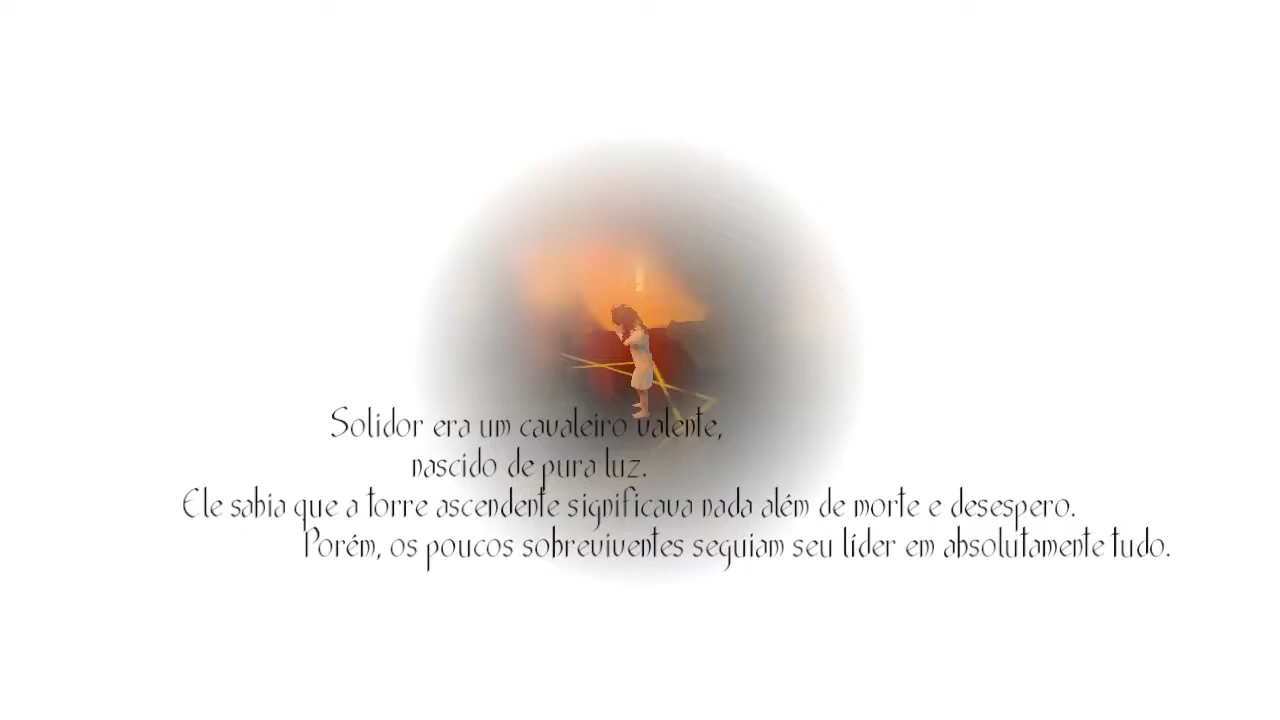 Solidor era um cavaleiro valente,
nascido de pura luz.
Ele sabia que a torre ascendente significava nada além de morte e desespero.
Porém, os poucos sobreviventes seguiam seu líder em absolutamente tudo.